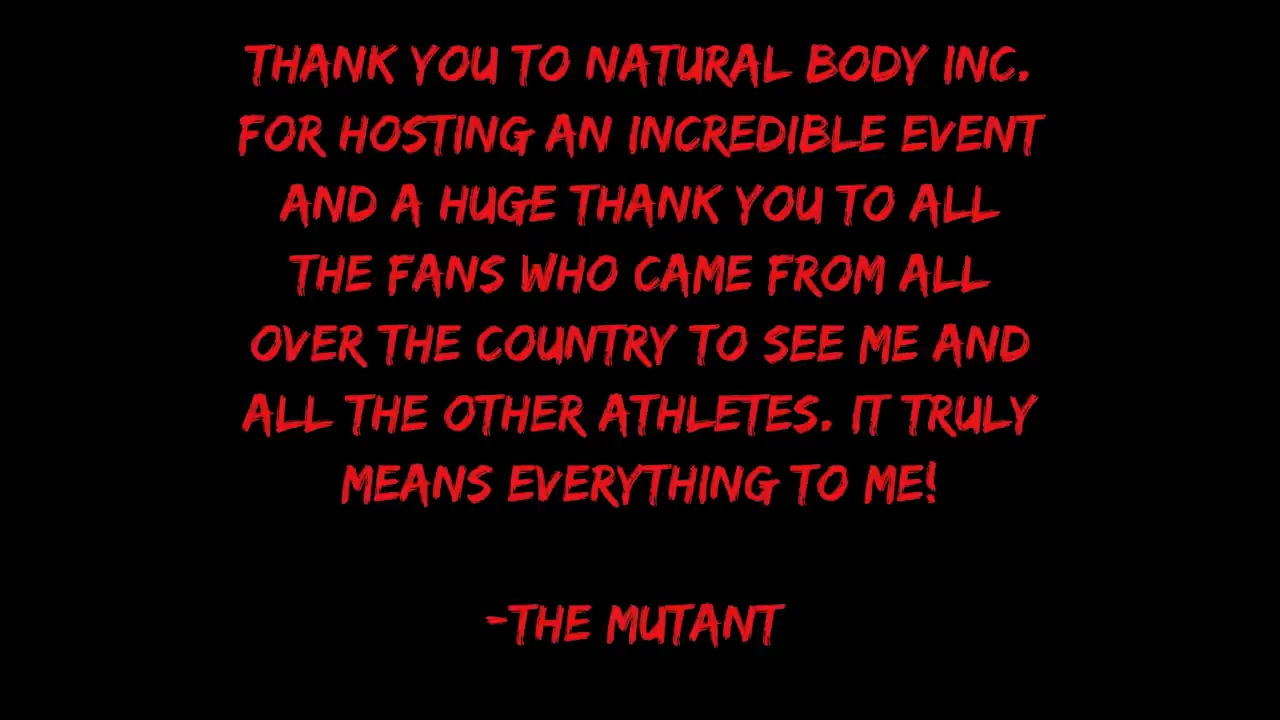 THANK YOU TO NATURAL BODY INC.
FOR HOSTING AN INCREDIBLE EVENT
AND A HUGE THANK YOU TO ALL
THE FANS WHO CAME FROM ALL
OVER THE COUNTRY TO SEE ME AND
ALL THE OTHER ATHLETES. IT TRULY
MEANS EVERYTHING TO ME!
-THE MUTANT